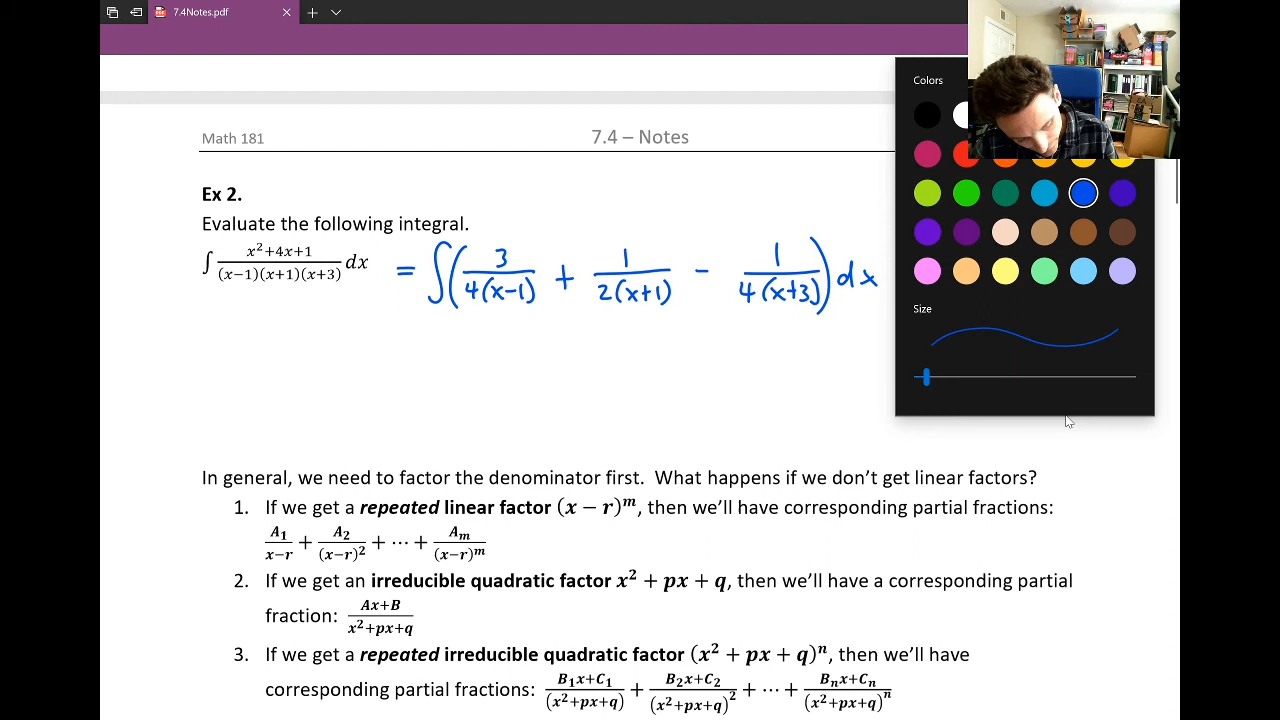 7.4Notes.pdf
Colors
Math 181
7.4 – Notes
Ex 2.
Evaluate the following integral.
∫ (x²+4x+1)/((x−1)(x+1)(x+3)) dx = ∫(3/(4(x-1)) + 1/(2(x+1)) - 1/(4(x+3)))dx
Size
In general, we need to factor the denominator first. What happens if we don’t get linear factors?
1. If we get a repeated linear factor (x − r)ᵐ, then we’ll have corresponding partial fractions:
A₁/(x−r) + A₂/(x−r)² + ⋯ + Aₘ/(x−r)ᵐ
2. If we get an irreducible quadratic factor x² + px + q, then we’ll have a corresponding partial
fraction: (Ax+B)/(x²+px+q)
3. If we get a repeated irreducible quadratic factor (x² + px + q)ⁿ, then we’ll have
corresponding partial fractions: (B₁x+C₁)/(x²+px+q) + (B₂x+C₂)/(x²+px+q)² + ⋯ + (Bₙx+Cₙ)/(x²+px+q)ⁿ